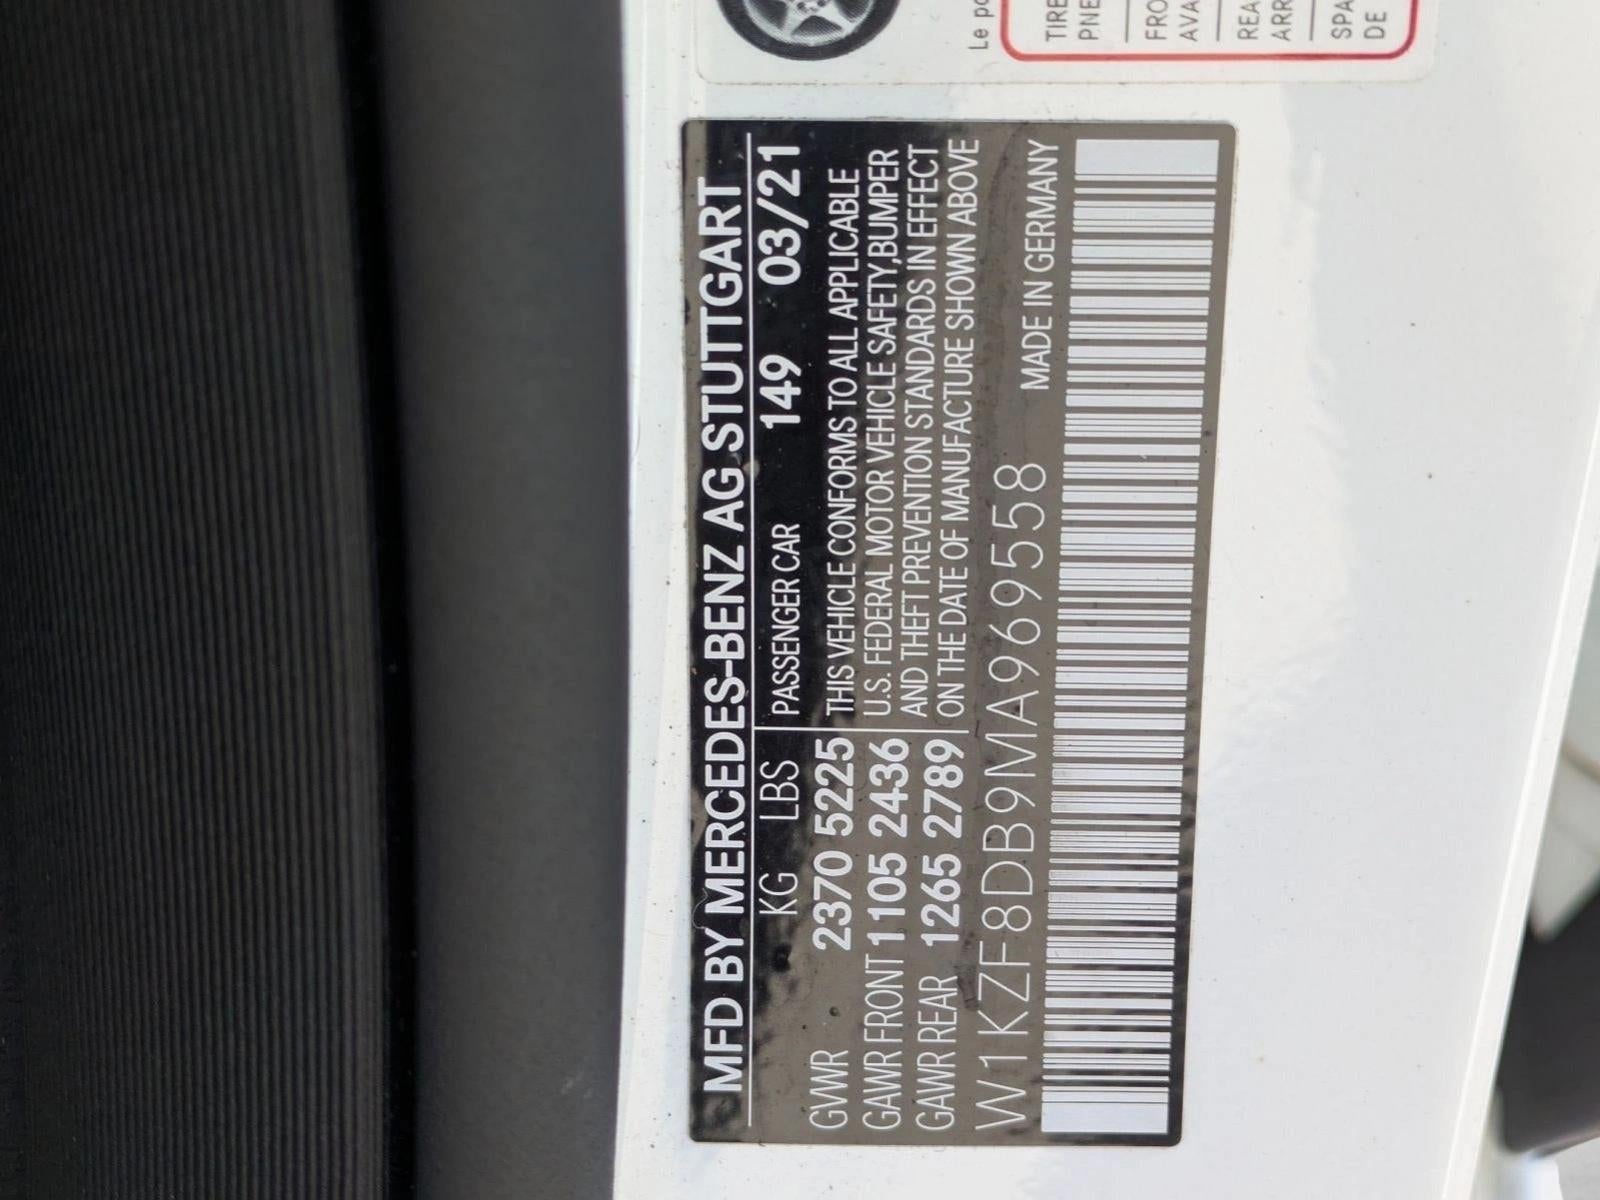 MFD BY MERCEDES-BENZ AG STUTTGART
KG LBS PASSENGER CAR 149 03/21
GVWR 2370 5225 THIS VEHICLE CONFORMS TO ALL APPLICABLE
GAWR FRONT 1105 2436 U.S. FEDERAL MOTOR VEHICLE SAFETY,BUMPER
GAWR REAR 1265 2789 AND THEFT PREVENTION STANDARDS IN EFFECT
ON THE DATE OF MANUFACTURE SHOWN ABOVE
W1KZF8DB9MA969558 MADE IN GERMANY
Le
DE